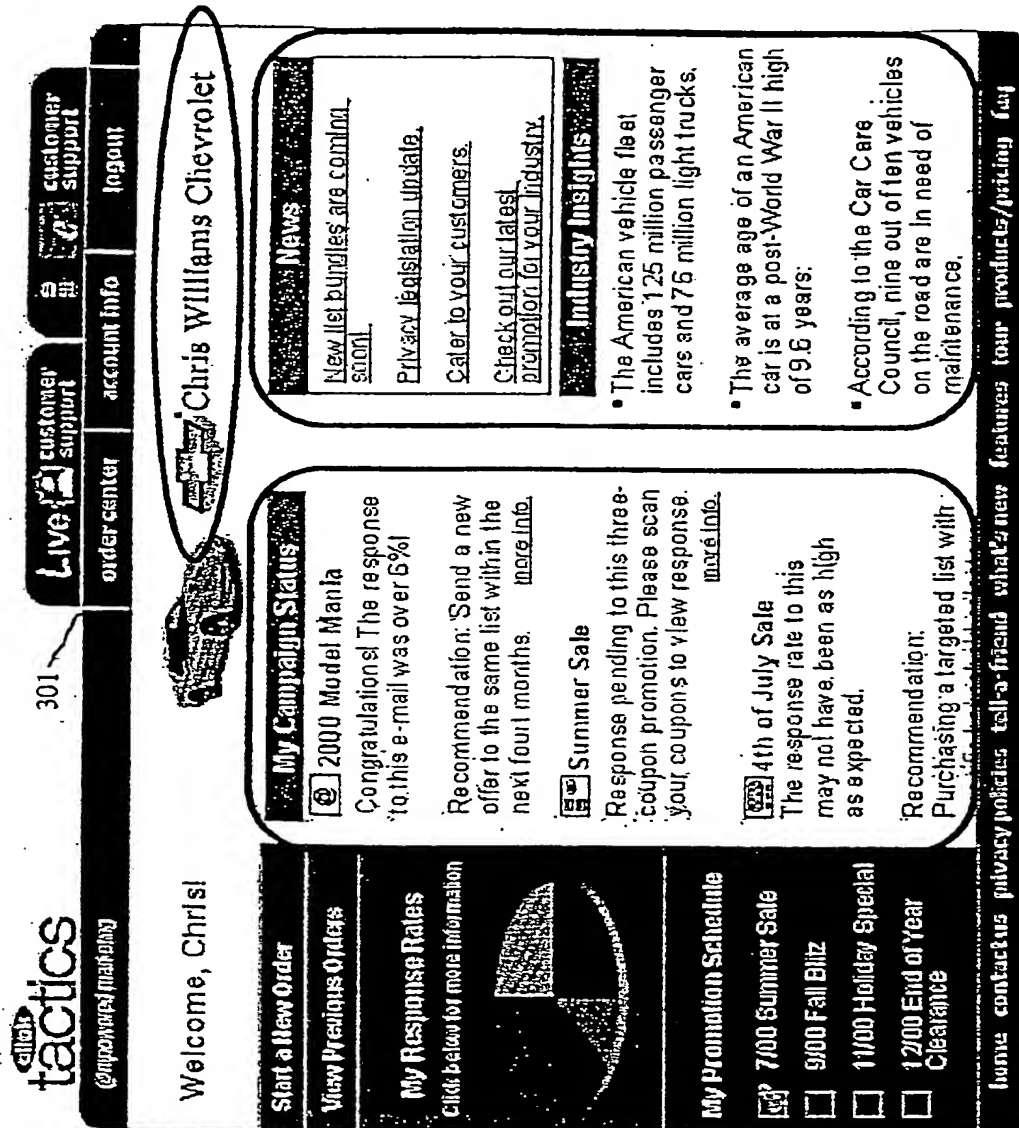 301
click
tactics
@mpowered marketing
Live customer support
customer support
order center
account info
logout
Welcome, Chris!
Chris Willians Chevrolet
Start a New Order
View Previous Orders
My Response Rates
Click below for more information
My Promotion Schedule
7/00 Summer Sale
9/00 Fall Blitz
11/00 Holiday Special
12/00 End of Year
Clearance
My Campaign Status
@ 2000 Model Mania
Congratulations! The response
to this e-mail was over 6%!
Recommendation: Send a new
offer to the same list within the
next four months. more info.
Summer Sale
Response pending to this three-
coupon promotion. Please scan
your coupons to view response.
more info.
4th of July Sale
The response rate to this
may not have been as high
as expected.
Recommendation:
Purchasing a targeted list with
News
New list bundles are coming
soon!
Privacy legislation update.
Cater to your customers.
Check out our latest
promotion for your industry.
Industry Insights
The American vehicle fleet
includes 125 million passenger
cars and 76 million light trucks.
The average age of an American
car is at a post-World War II high
of 9.6 years:
According to the Car Care
Council, nine out of ten vehicles
on the road are in need of
maintenance.
home contact us privacy policies tell-a-friend what's new features tour products/pricing faq